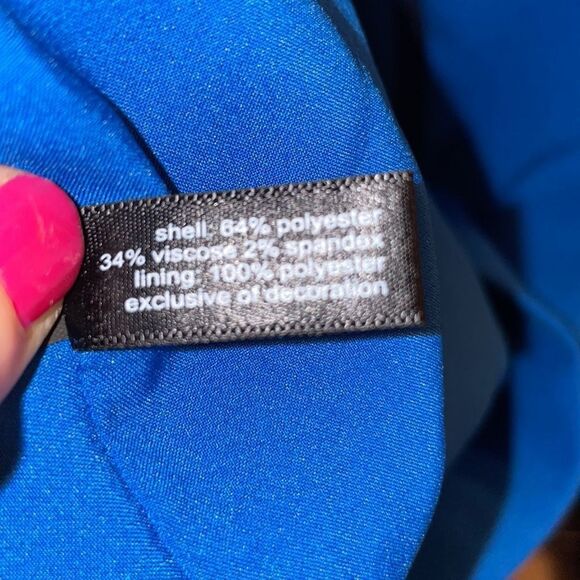 shell: 64% polyester
34% viscose 2% spandex
lining: 100% polyester
exclusive of decoration